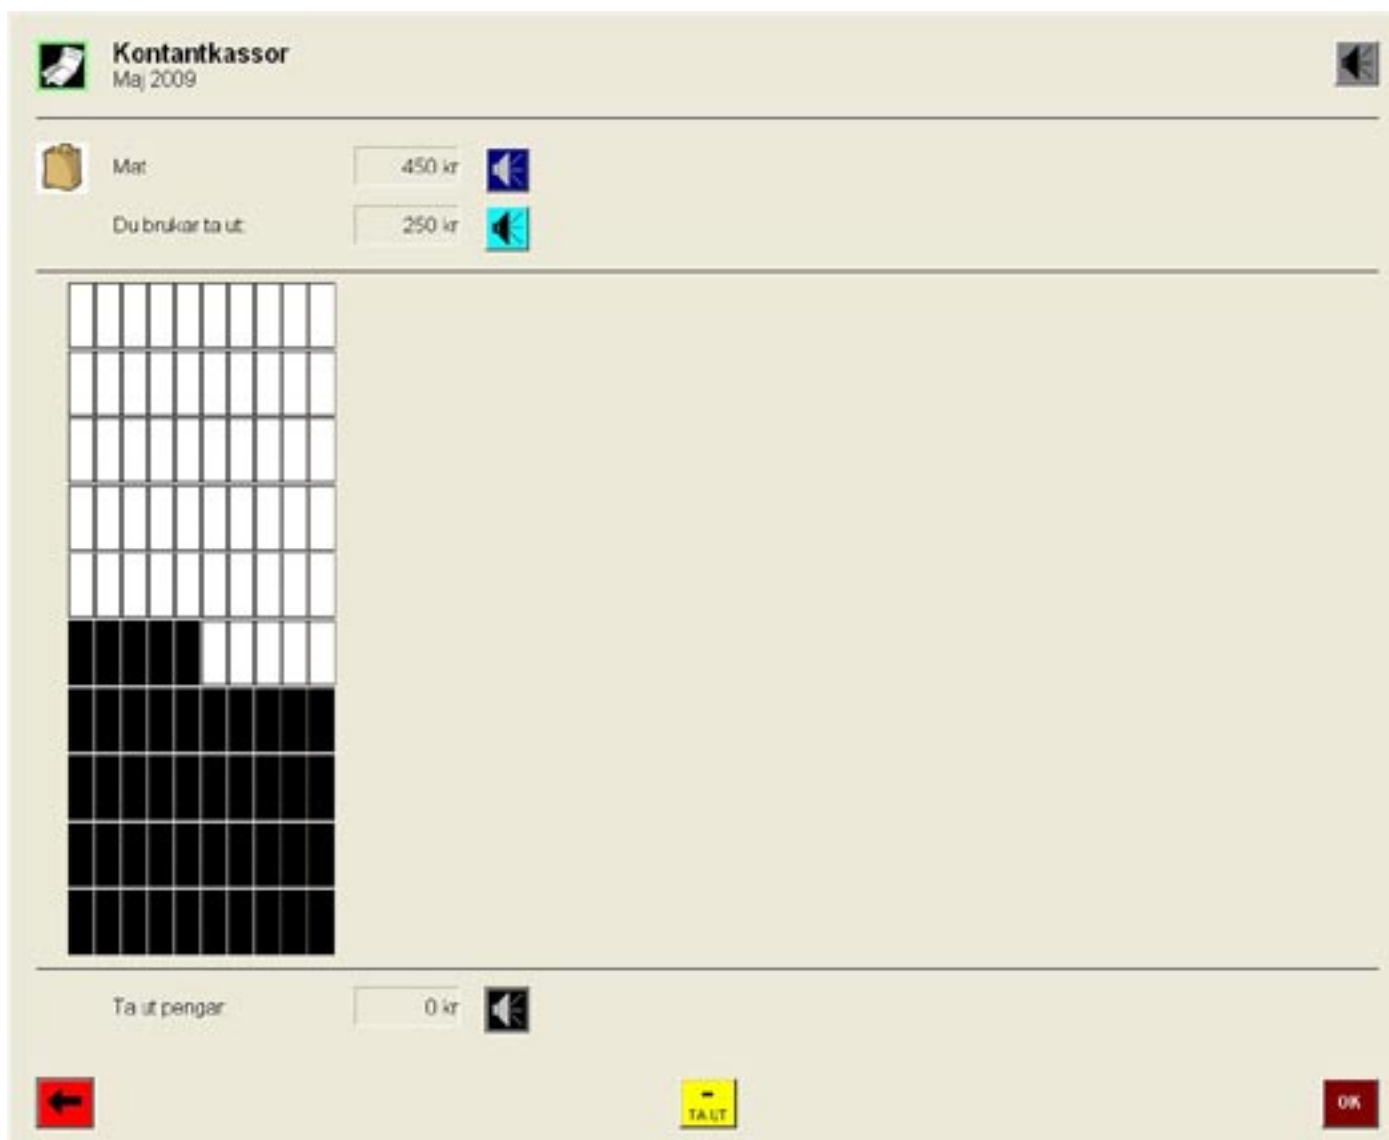 Kontantkassor
Maj 2009
Mat 450 kr
Du brukar ta ut: 250 kr
Ta ut pengar: 0 kr
- TA UT
OK